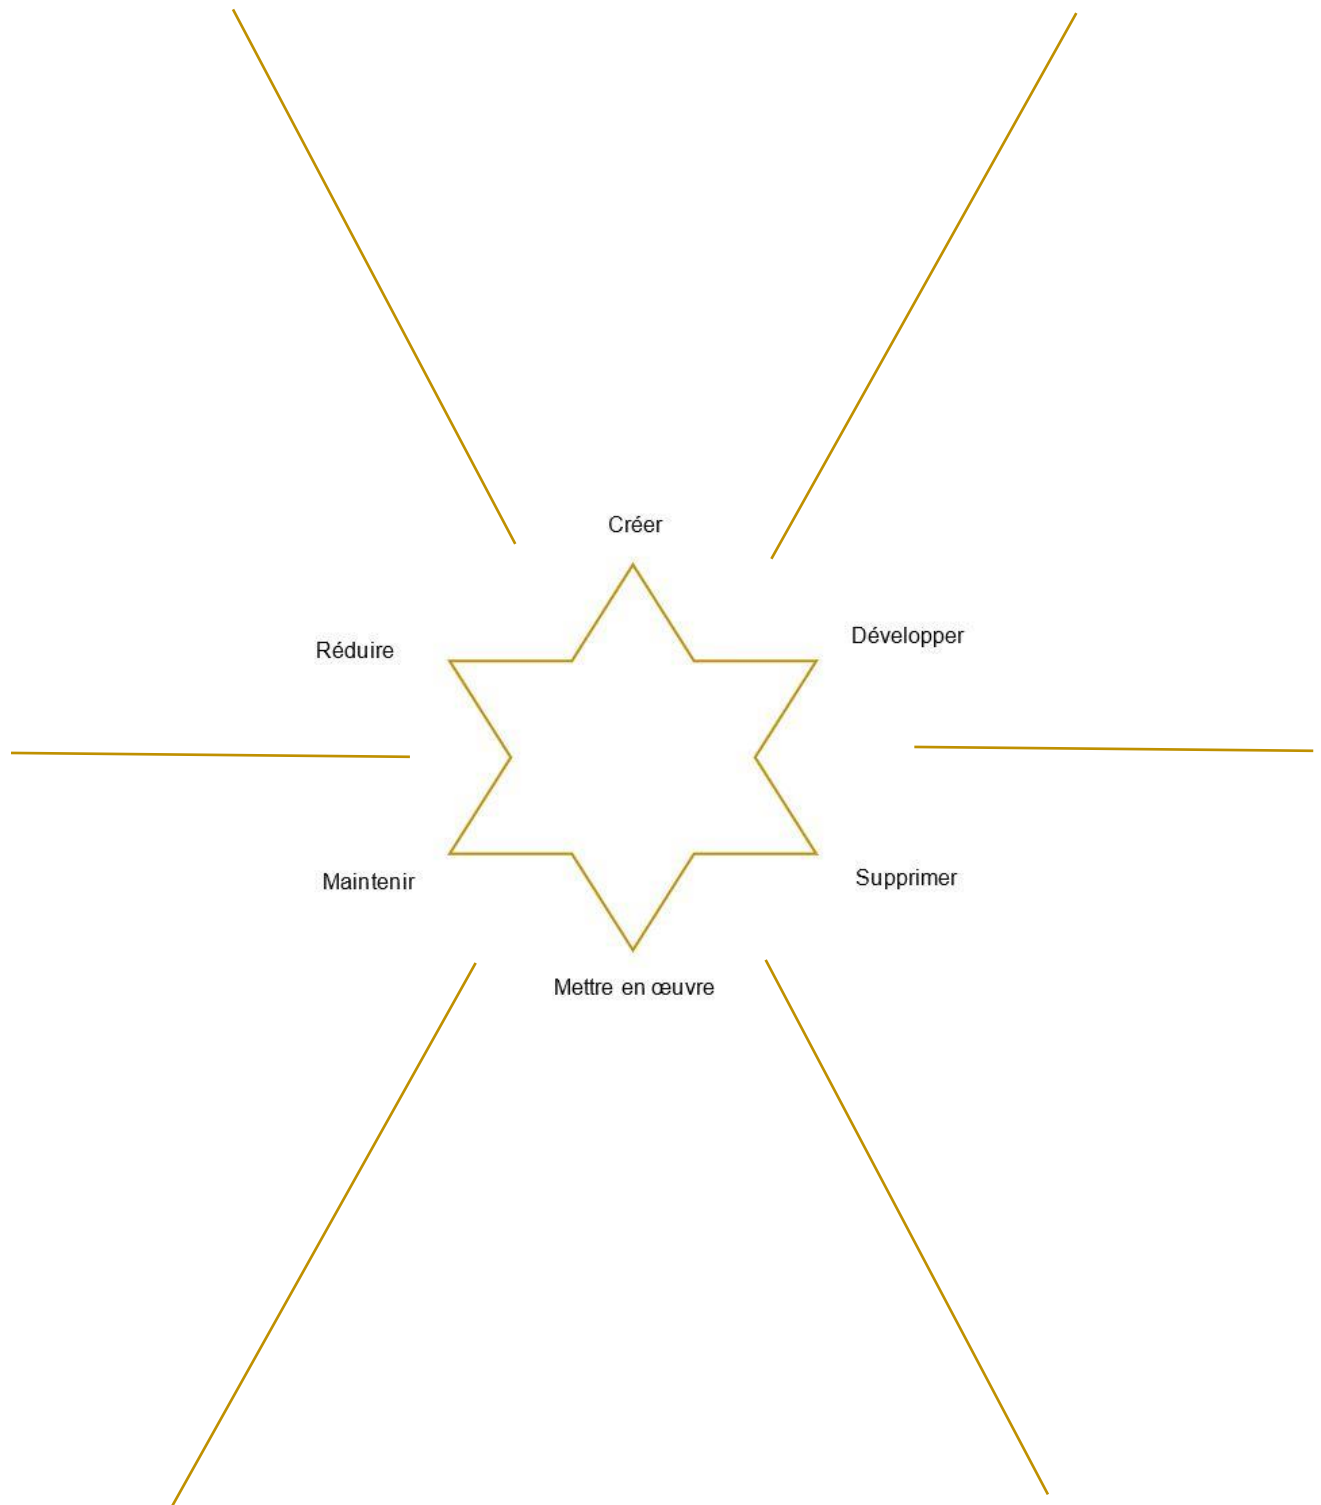 Créer
Développer
Réduire
Maintenir
Supprimer
Mettre en œuvre